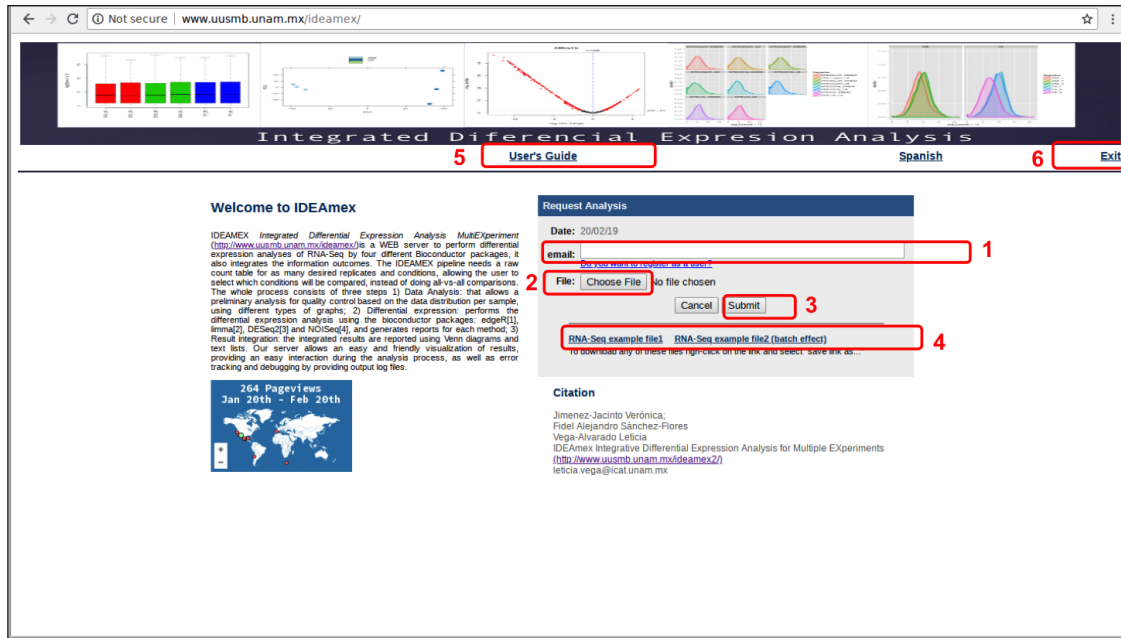 Not secure | www.uusmb.unam.mx/ideamex/
Integrated Diferencial Expresion Analysis
5 User's Guide Spanish 6 Exit
Welcome to IDEAmex
IDEAMEX Integrated Differential Expression Analysis MultiEXperiment
(http://www.uusmb.unam.mx/ideamex/)is a WEB server to perform differential
expression analyses of RNA-Seq by four different Bioconductor packages, it
also integrates the information outcomes. The IDEAMEX pipeline needs a raw
count table for as many desired replicates and conditions, allowing the user to
select which conditions will be compared, instead of doing all-vs-all comparisons.
The whole process consists of three steps 1) Data Analysis: that allows a
preliminary analysis for quality control based on the data distribution per sample,
using different types of graphs; 2) Differential expression: performs the
differential expression analysis using the bioconductor packages: edgeR[1],
limma[2], DESeq2[3] and NOISeq[4], and generates reports for each method; 3)
Result integration: the integrated results are reported using Venn diagrams and
text lists. Our server allows an easy and friendly visualization of results,
providing an easy interaction during the analysis process, as well as error
tracking and debugging by providing output log files.
264 Pageviews
Jan 20th - Feb 20th
+
−
Request Analysis
Date: 20/02/19
email: 1
Do you want to register as a user?
2 File: Choose File No file chosen
Cancel Submit 3
RNA-Seq example file1 RNA-Seq example file2 (batch effect) 4
To download any of these files righ-click on the link and select "save link as..."
Citation
Jimenez-Jacinto Verónica;
Fidel Alejandro Sánchez-Flores
Vega-Alvarado Leticia
IDEAmex Integrative Differential Expression Analysis for Multiple EXperiments
(http://www.uusmb.unam.mx/ideamex2/)
leticia.vega@icat.unam.mx